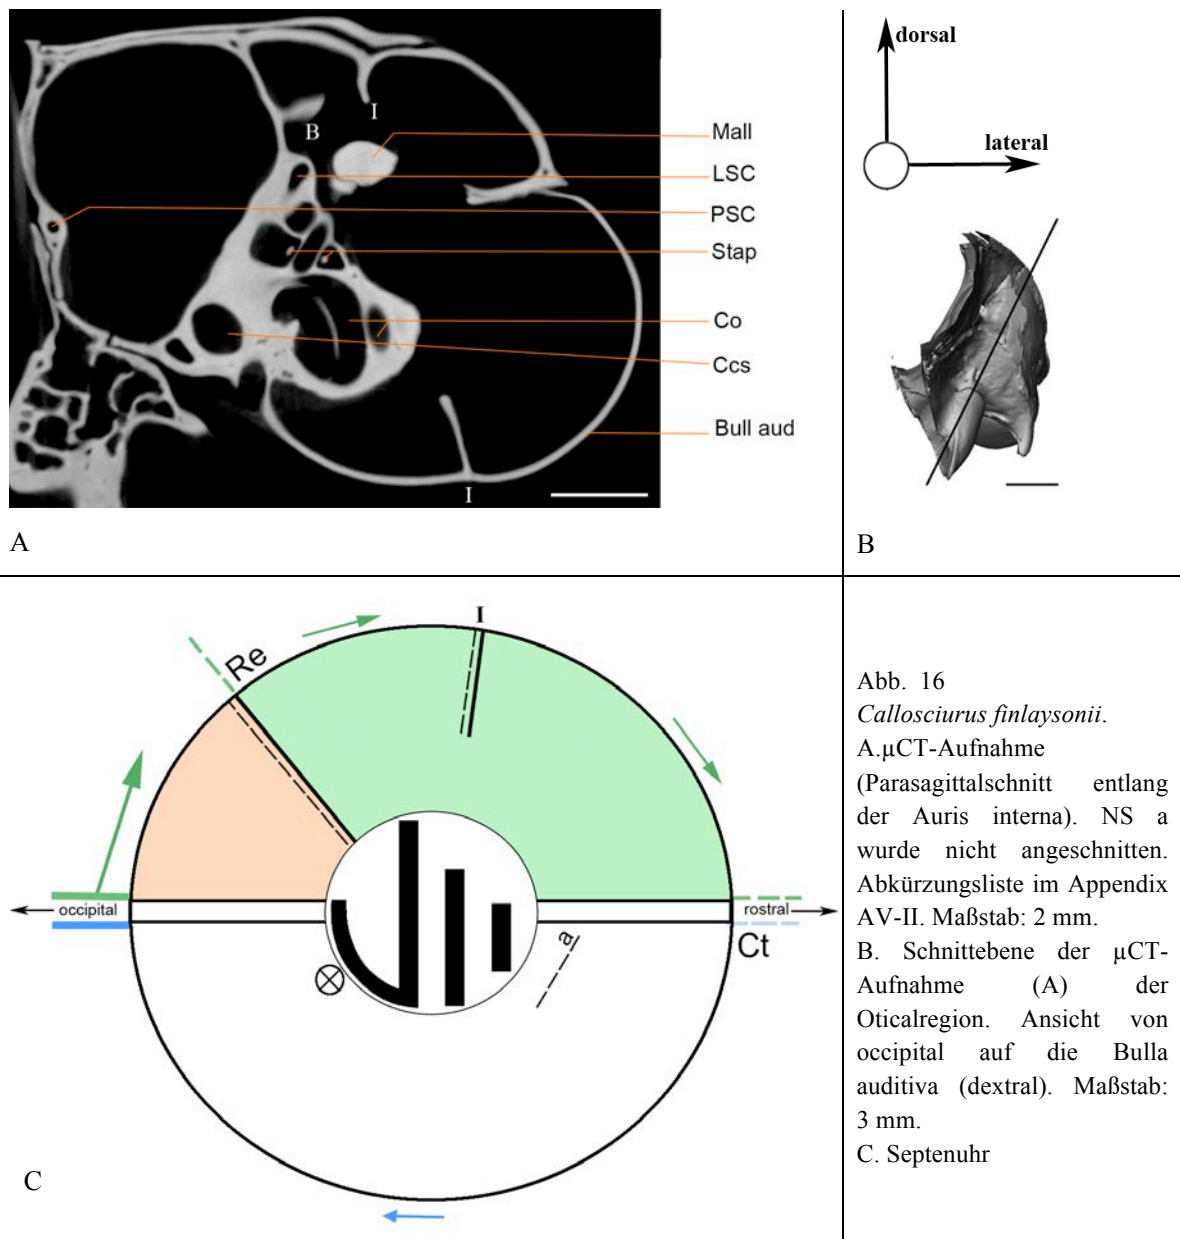 I
B
Mall
LSC
PSC
Stap
Co
Ccs
Bull aud
I
A
dorsal
lateral
B
I
Re
occipital
rostral
a
Ct
C
Abb. 16
Callosciurus finlaysonii.
A.µCT-Aufnahme
(Parasagittalschnitt entlang
der Auris interna). NS a
wurde nicht angeschnitten.
Abkürzungsliste im Appendix
AV-II. Maßstab: 2 mm.
B. Schnittebene der µCT-
Aufnahme (A) der
Oticalregion. Ansicht von
occipital auf die Bulla
auditiva (dextral). Maßstab:
3 mm.
C. Septenuhr